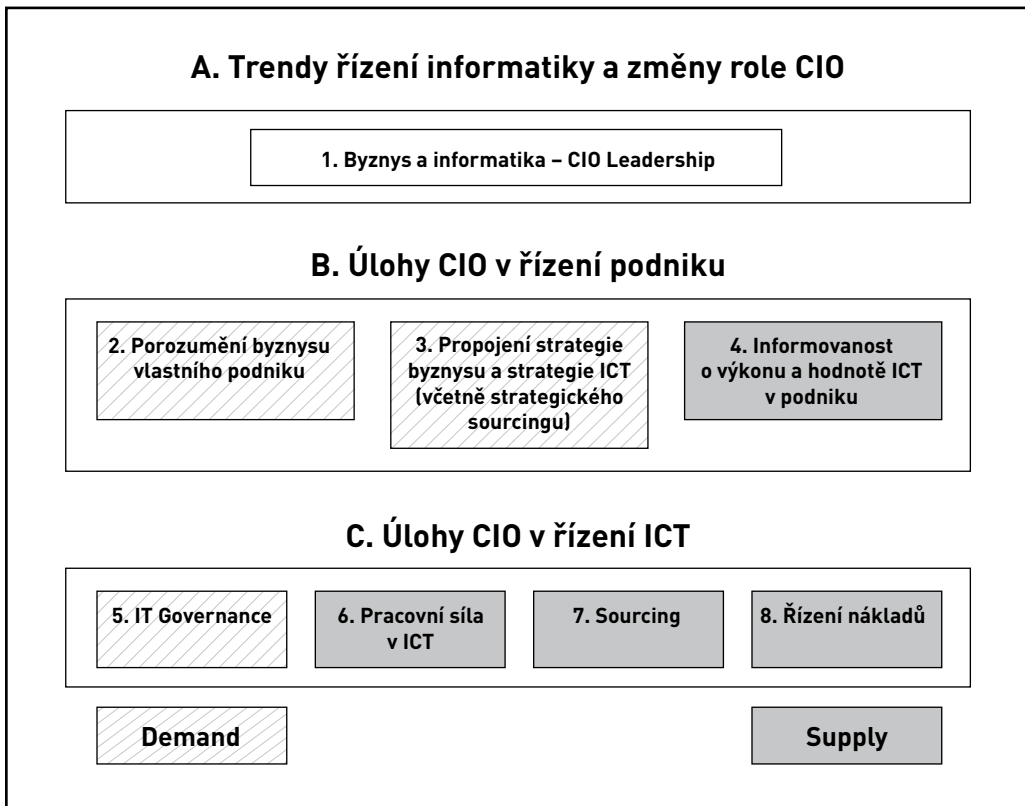 A. Trendy řízení informatiky a změny role CIO
1. Byznys a informatika – CIO Leadership
B. Úlohy CIO v řízení podniku
2. Porozumění byznysu
vlastního podniku
3. Propojení strategie
byznysu a strategie ICT
(včetně strategického
sourcingu)
4. Informovanost
o výkonu a hodnotě ICT
v podniku
C. Úlohy CIO v řízení ICT
5. IT Governance
6. Pracovní síla
v ICT
7. Sourcing
8. Řízení nákladů
Demand
Supply